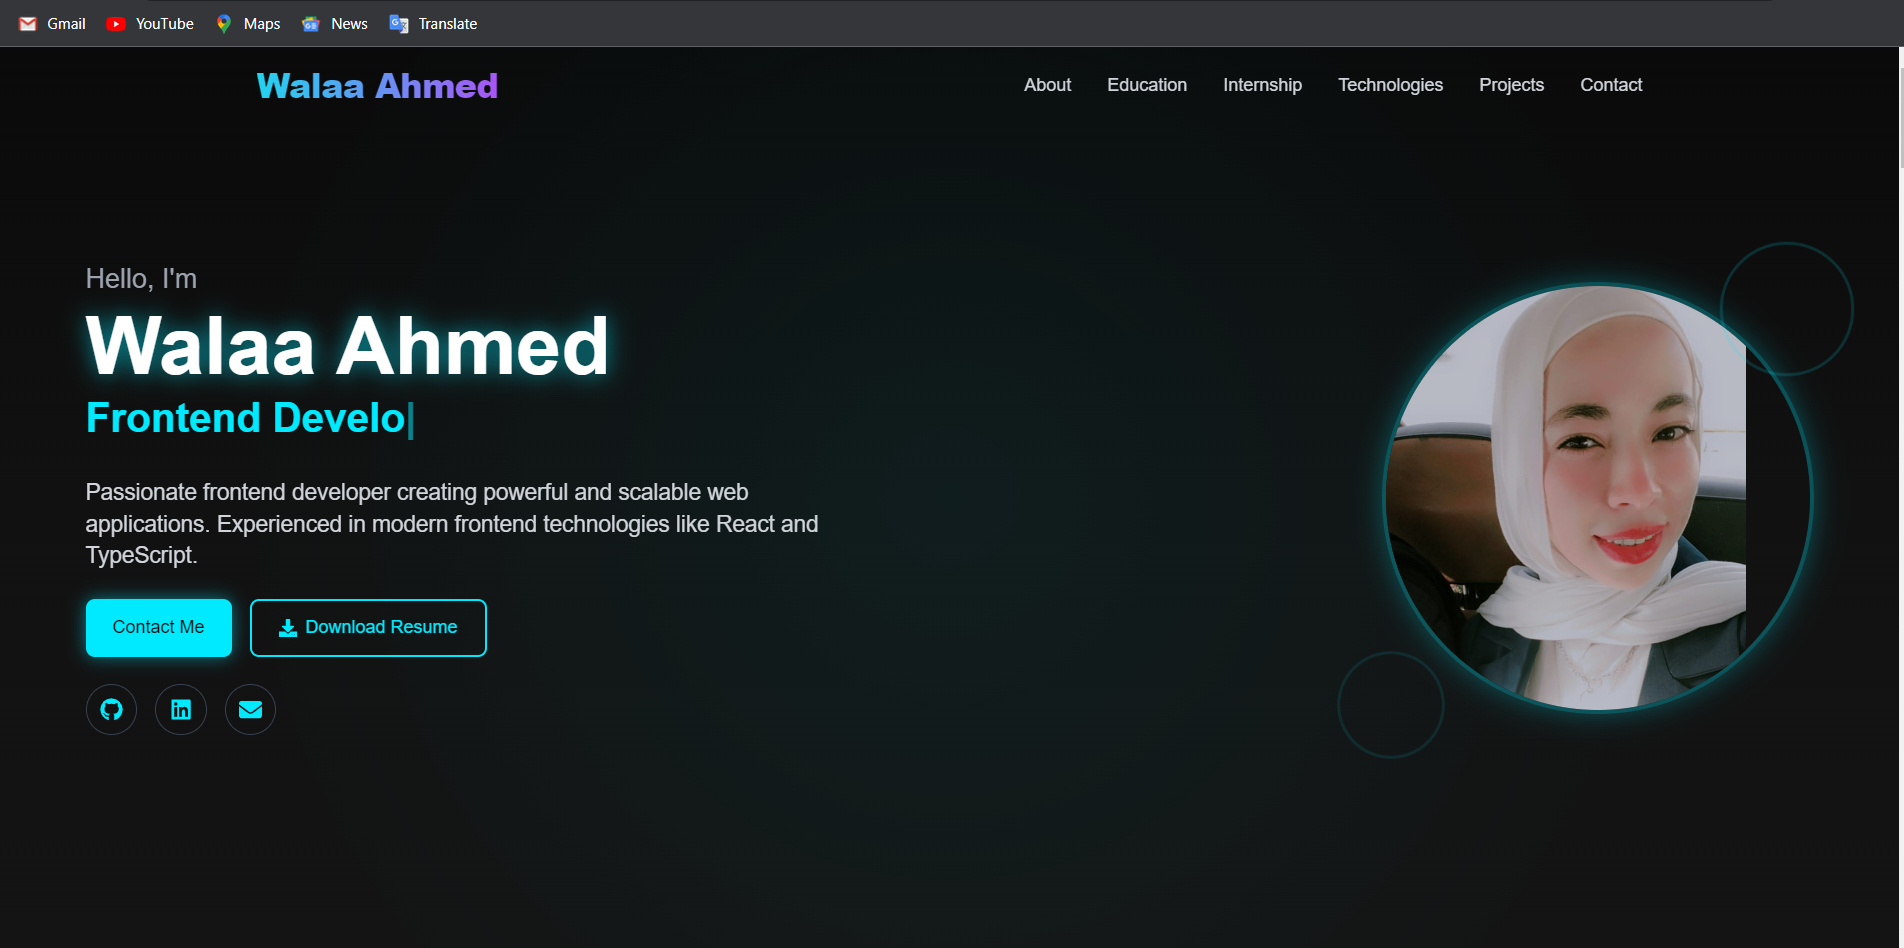 Gmail YouTube Maps News Translate
Walaa Ahmed About Education Internship Technologies Projects Contact
Hello, I'm
Walaa Ahmed
Frontend Develo|
Passionate frontend developer creating powerful and scalable web
applications. Experienced in modern frontend technologies like React and
TypeScript.
Contact Me Download Resume